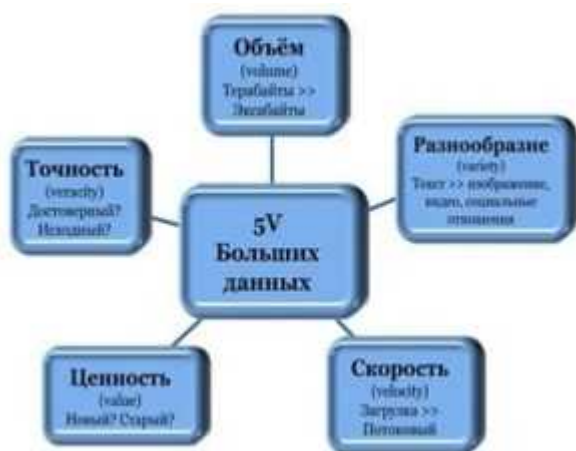 Объём
(volume)
Терабайты >>
Эксабайты
Точность
(veracity)
Достоверный?
Исходный?
Разнообразие
(variety)
Текст >> изображение,
видео, социальные
отношения
5V
Больших
данных
Ценность
(value)
Новый? Старый?
Скорость
(velocity)
Загрузка >>
Потоковый